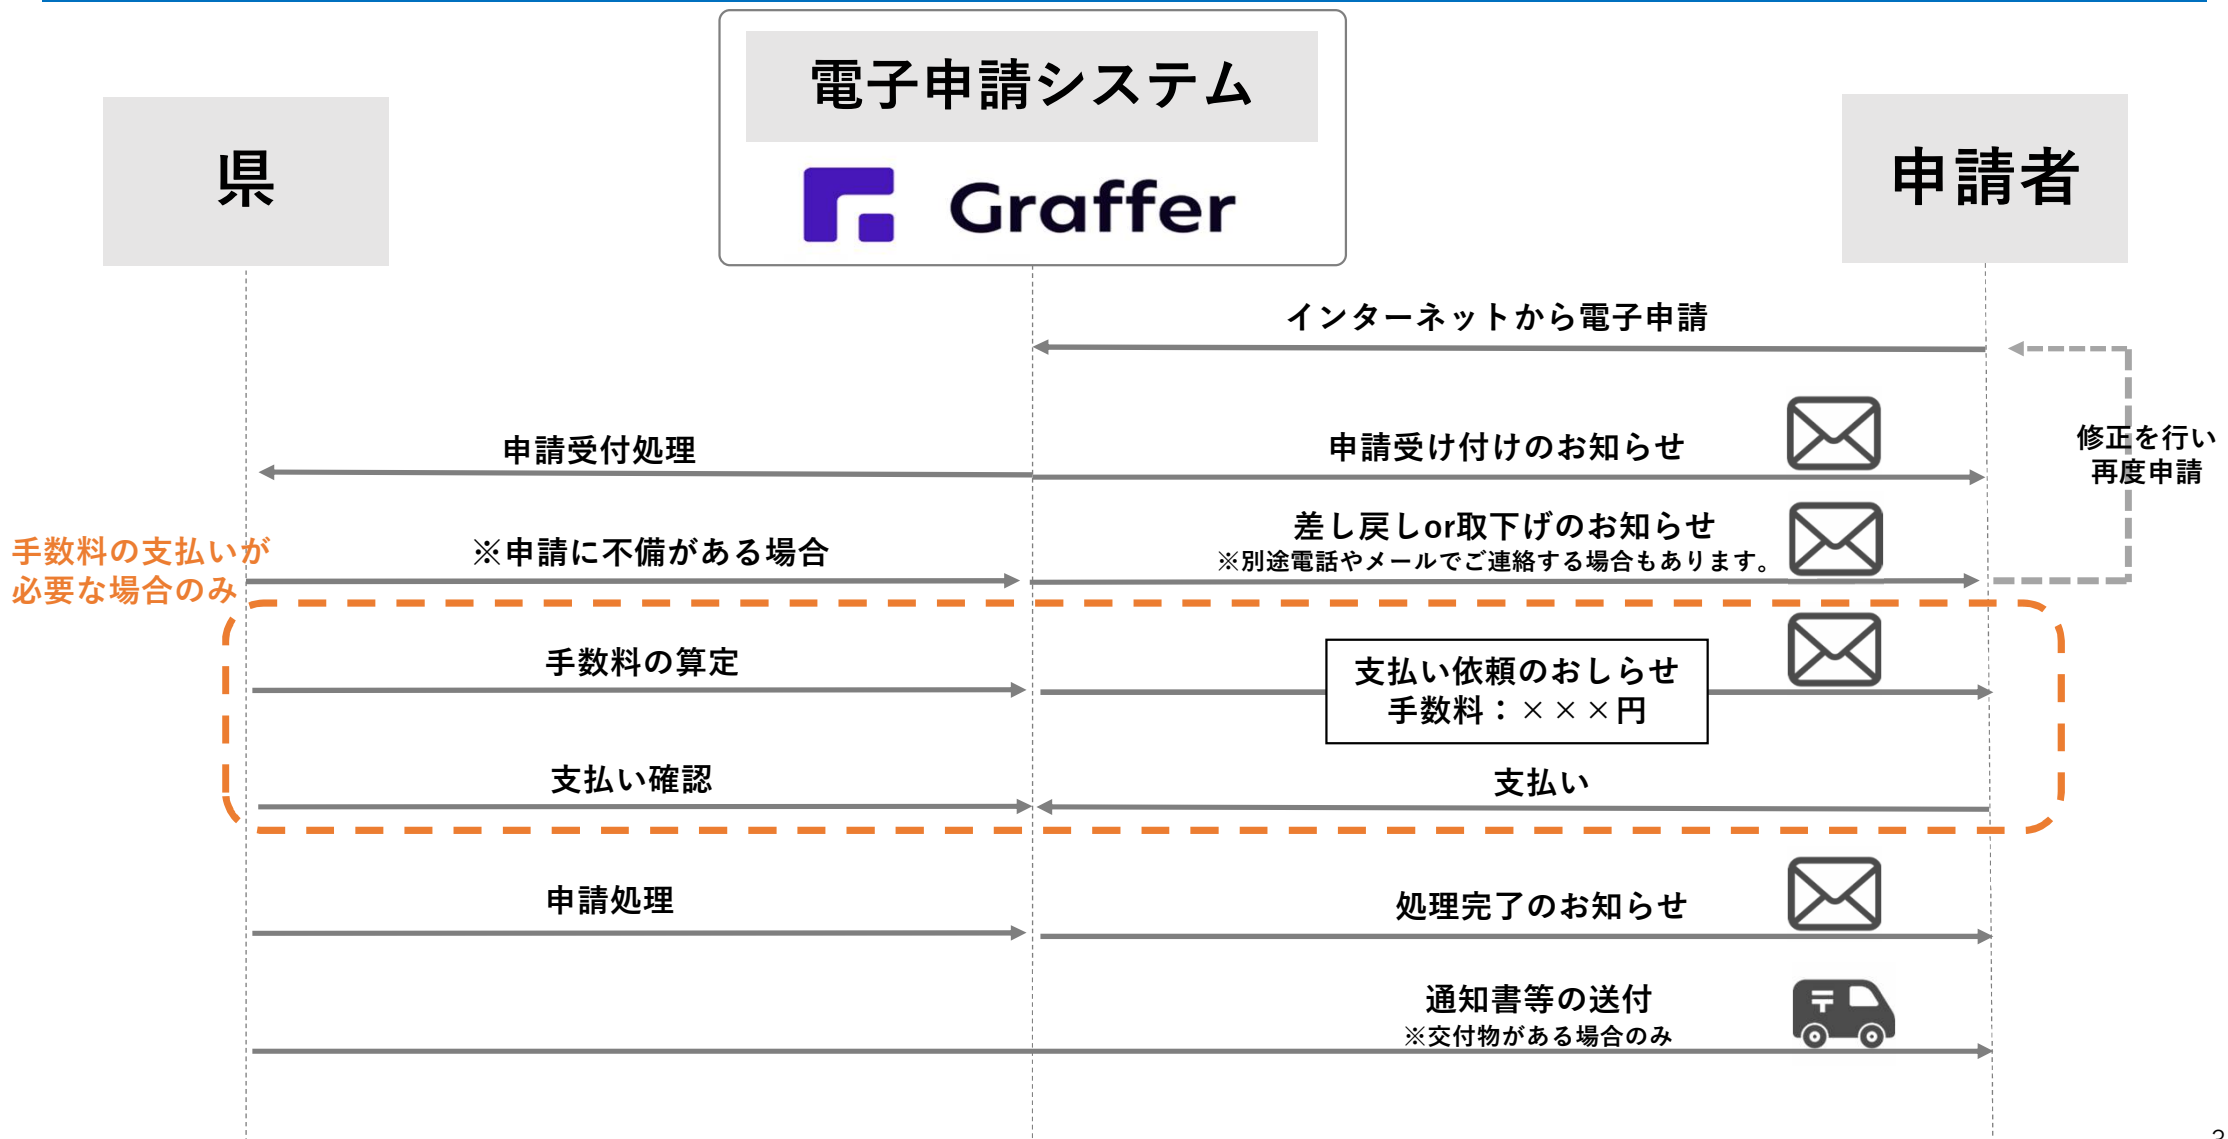 電子申請システム
Graffer
県
申請者
インターネットから電子申請
申請受付処理
申請受け付けのお知らせ
修正を行い
再度申請
手数料の支払いが
必要な場合のみ
※申請に不備がある場合
差し戻しor取下げのお知らせ
※別途電話やメールでご連絡する場合もあります。
手数料の算定
支払い依頼のおしらせ
手数料：×××円
支払い確認
支払い
申請処理
処理完了のお知らせ
通知書等の送付
※交付物がある場合のみ
〒